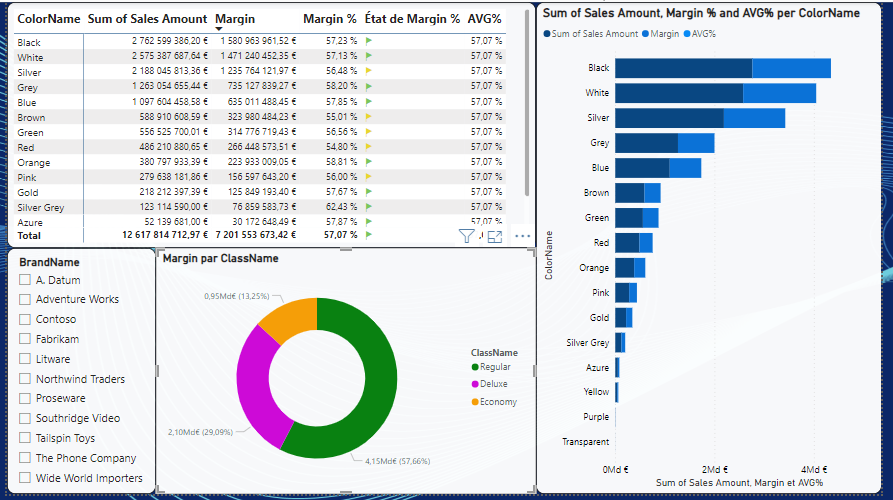 ColorName Sum of Sales Amount Margin Margin % État de Margin % AVG%
Black 2 762 599 386,20 € 1 580 963 961,52 € 57,23 % 57,07 %
White 2 575 387 687,64 € 1 471 240 452,35 € 57,13 % 57,07 %
Silver 2 188 045 813,36 € 1 235 764 121,97 € 56,48 % 57,07 %
Grey 1 263 054 655,44 € 735 127 839,27 € 58,20 % 57,07 %
Blue 1 097 604 458,58 € 635 011 488,45 € 57,85 % 57,07 %
Brown 588 910 608,59 € 323 980 484,23 € 55,01 % 57,07 %
Green 556 525 700,01 € 314 776 719,43 € 56,56 % 57,07 %
Red 486 210 880,65 € 266 448 573,51 € 54,80 % 57,07 %
Orange 380 797 933,39 € 223 933 009,05 € 58,81 % 57,07 %
Pink 279 638 181,86 € 156 597 643,20 € 56,00 % 57,07 %
Gold 218 212 397,39 € 125 849 193,40 € 57,67 % 57,07 %
Silver Grey 123 114 590,00 € 76 859 583,73 € 62,43 % 57,07 %
Azure 52 139 681,00 € 30 172 648,49 € 57,87 % 57,07 %
Total 12 617 814 712,97 € 7 201 553 673,42 € 57,07 %
BrandName
A. Datum
Adventure Works
Contoso
Fabrikam
Litware
Northwind Traders
Proseware
Southridge Video
Tailspin Toys
The Phone Company
Wide World Importers
Margin par ClassName
0,95Md€ (13,25%)
2,10Md€ (29,09%)
4,15Md€ (57,66%)
ClassName
Regular
Deluxe
Economy
Sum of Sales Amount, Margin % and AVG% per ColorName
Sum of Sales Amount Margin AVG%
ColorName
Black
White
Silver
Grey
Blue
Brown
Green
Red
Orange
Pink
Gold
Silver Grey
Azure
Yellow
Purple
Transparent
0Md € 2Md € 4Md €
Sum of Sales Amount, Margin et AVG%